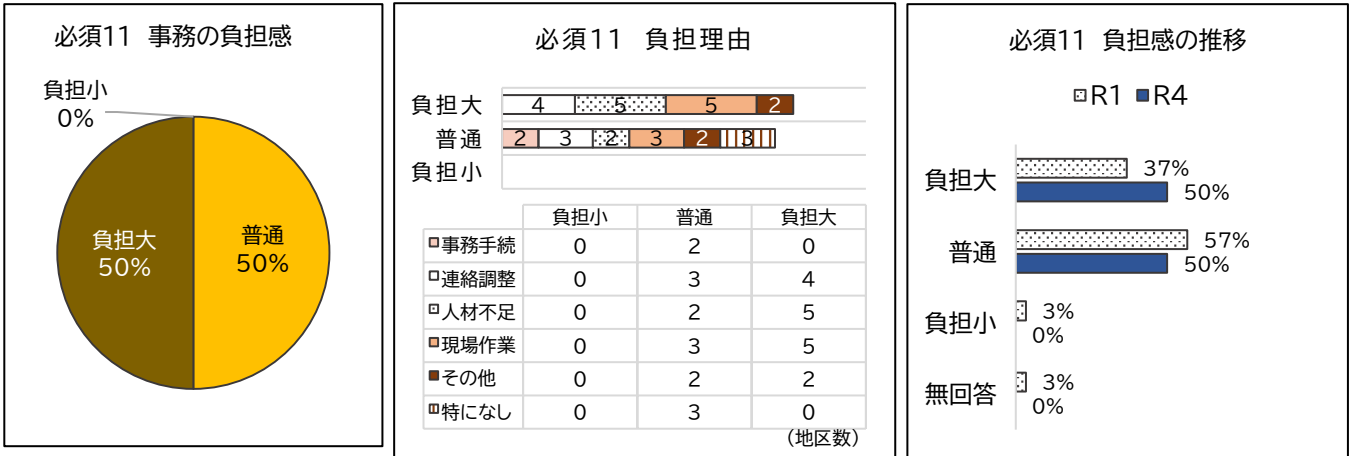 必須11 事務の負担感
負担小
0%
負担大
50%
普通
50%
必須11 負担理由
負担大 4 5 5 2
普通 2 3 2 3 2 3
負担小
負担小 普通 負担大
事務手続 0 2 0
連絡調整 0 3 4
人材不足 0 2 5
現場作業 0 3 5
その他 0 2 2
特になし 0 3 0
(地区数)
必須11 負担感の推移
R1 R4
負担大 37%
50%
普通 57%
50%
負担小 3%
0%
無回答 3%
0%